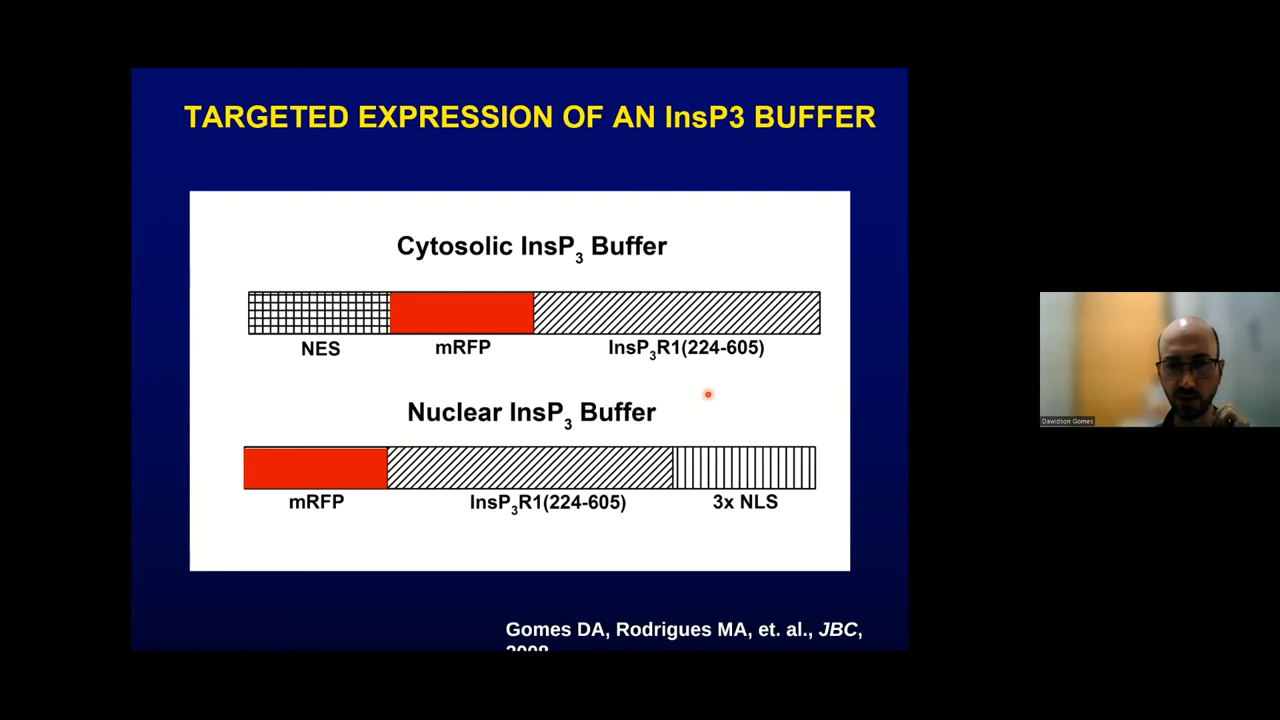 TARGETED EXPRESSION OF AN InsP3 BUFFER
Cytosolic InsP3 Buffer
NES mRFP InsP3R1(224-605)
Nuclear InsP3 Buffer
mRFP InsP3R1(224-605) 3x NLS
Gomes DA, Rodrigues MA, et. al., JBC,
2008
Dawidson Gomes